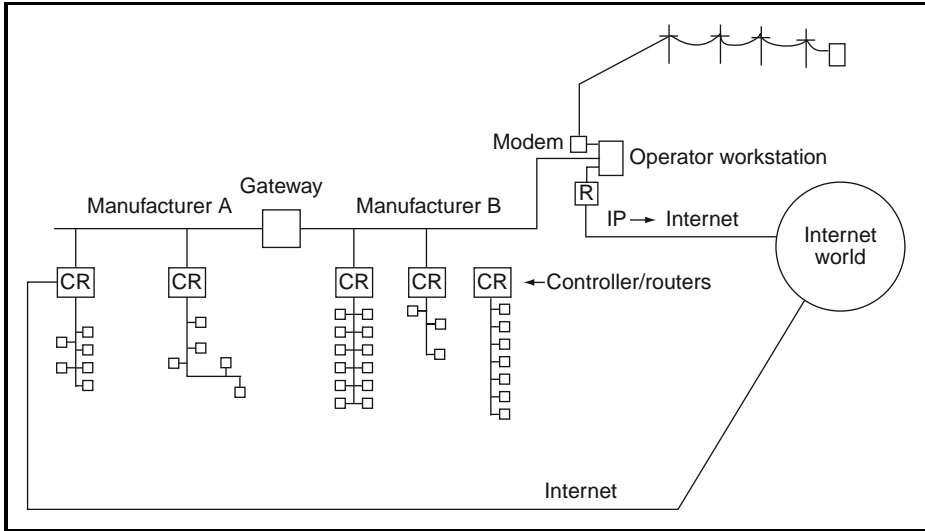 Modem
Operator workstation
Gateway
Manufacturer A
Manufacturer B
R
IP → Internet
Internet
world
CR
CR
CR
CR
CR
←Controller/routers
Internet